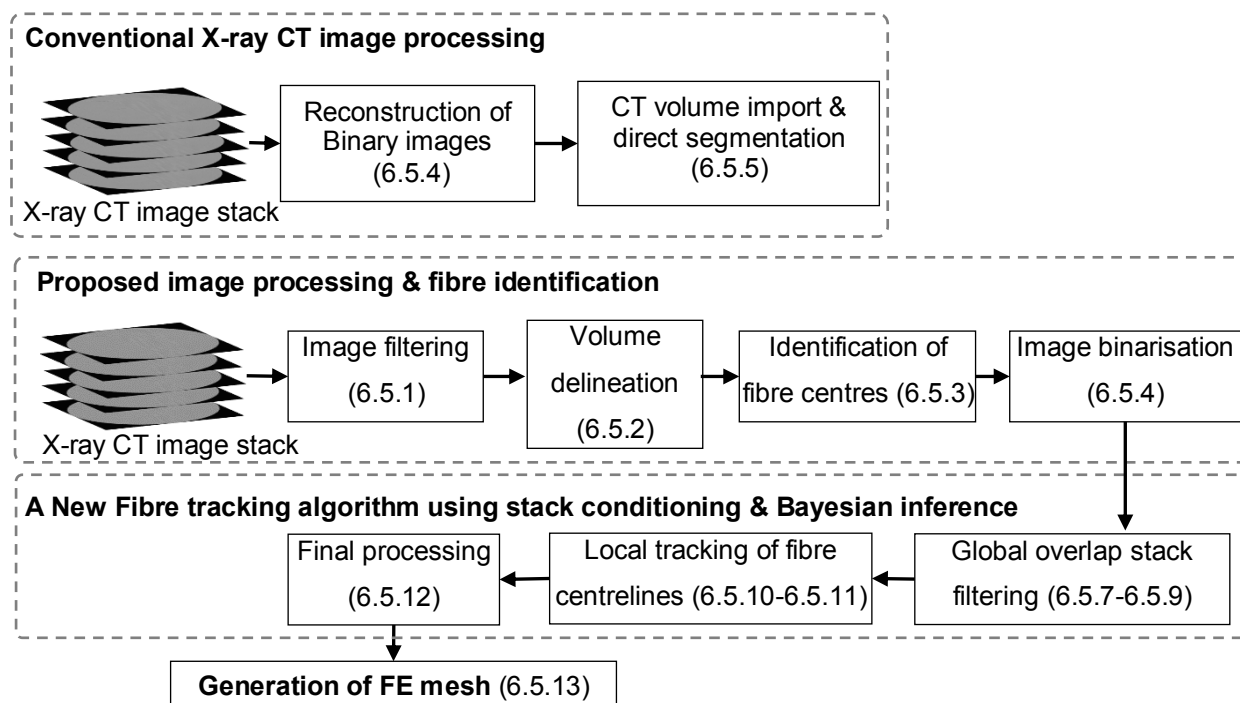 Conventional X-ray CT image processing
X-ray CT image stack
Reconstruction of
Binary images
(6.5.4)
CT volume import &
direct segmentation
(6.5.5)
Proposed image processing & fibre identification
X-ray CT image stack
Image filtering
(6.5.1)
Volume
delineation
(6.5.2)
Identification of
fibre centres (6.5.3)
Image binarisation
(6.5.4)
A New Fibre tracking algorithm using stack conditioning & Bayesian inference
Global overlap stack
filtering (6.5.7-6.5.9)
Local tracking of fibre
centrelines (6.5.10-6.5.11)
Final processing
(6.5.12)
Generation of FE mesh (6.5.13)